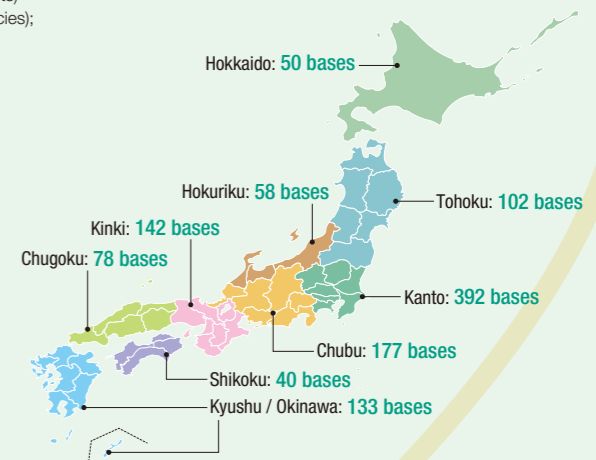 cies);
Hokkaido: 50 bases
Hokuriku: 58 bases
Tohoku: 102 bases
Kinki: 142 bases
Chugoku: 78 bases
Kanto: 392 bases
Chubu: 177 bases
Shikoku: 40 bases
Kyushu / Okinawa: 133 bases